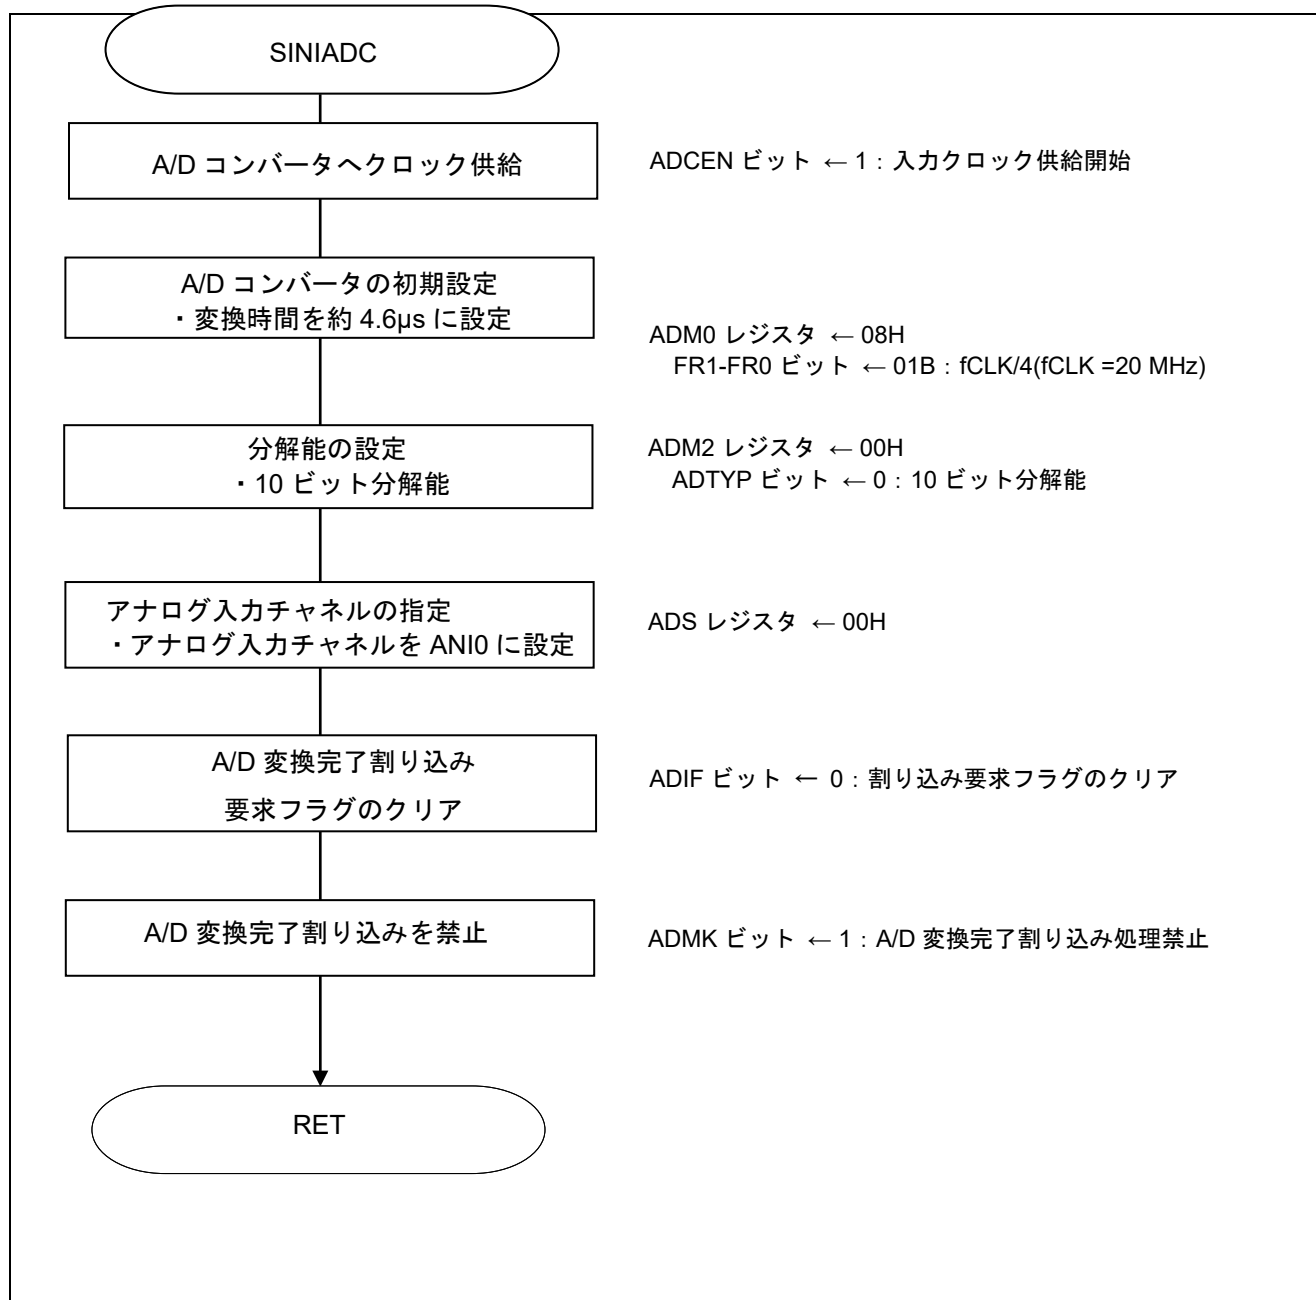 SINIADC
A/D コンバータへクロック供給
ADCEN ビット ← 1：入力クロック供給開始
A/D コンバータの初期設定
・変換時間を約 4.6µs に設定
ADM0 レジスタ ← 08H
FR1-FR0 ビット ← 01B：fCLK/4(fCLK =20 MHz)
分解能の設定
・10 ビット分解能
ADM2 レジスタ ← 00H
ADTYP ビット ← 0：10 ビット分解能
アナログ入力チャネルの指定
・アナログ入力チャネルを ANI0 に設定
ADS レジスタ ← 00H
A/D 変換完了割り込み
要求フラグのクリア
ADIF ビット ← 0：割り込み要求フラグのクリア
A/D 変換完了割り込みを禁止
ADMK ビット ← 1：A/D 変換完了割り込み処理禁止
RET